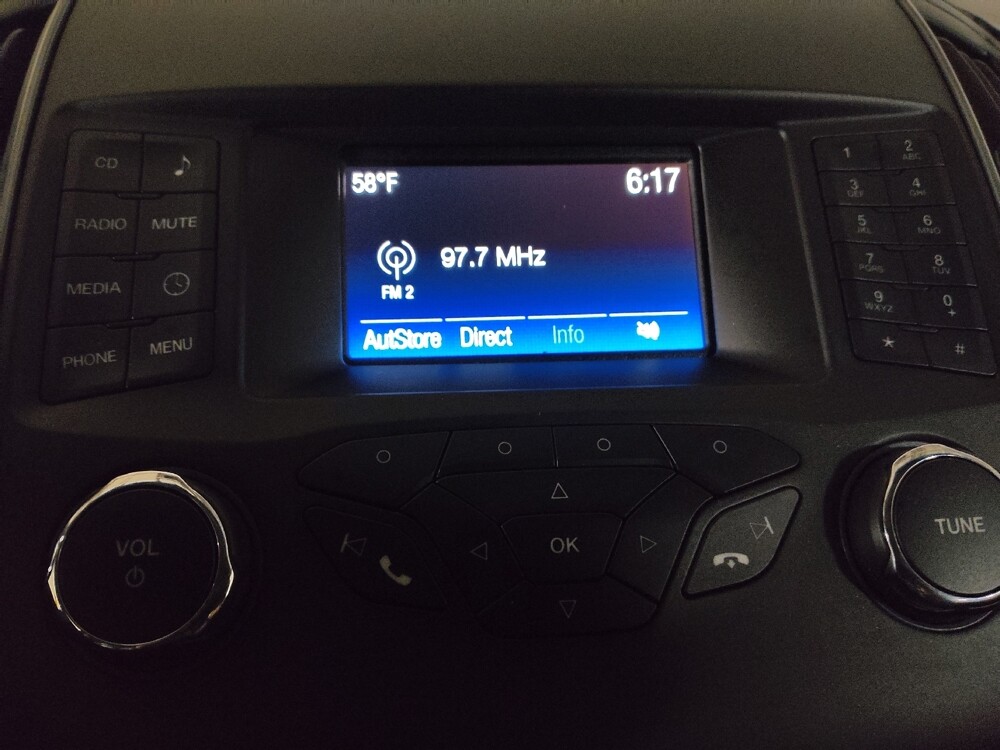 58°F 6:17
97.7 MHz
FM 2
AutStore Direct Info
CD
RADIO MUTE
MEDIA
PHONE MENU
1 2 ABC
3 DEF 4 GHI
5 JKL 6 MNO
7 PQRS 8 TUV
9 WXYZ 0 +
* #
VOL
OK
TUNE